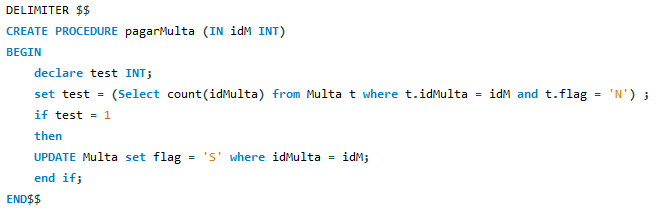 DELIMITER $$
CREATE PROCEDURE pagarMulta (IN idM INT)
BEGIN
    declare test INT;
    set test = (Select count(idMulta) from Multa t where t.idMulta = idM and t.flag = 'N') ;
    if test = 1
    then
    UPDATE Multa set flag = 'S' where idMulta = idM;
    end if;
END$$